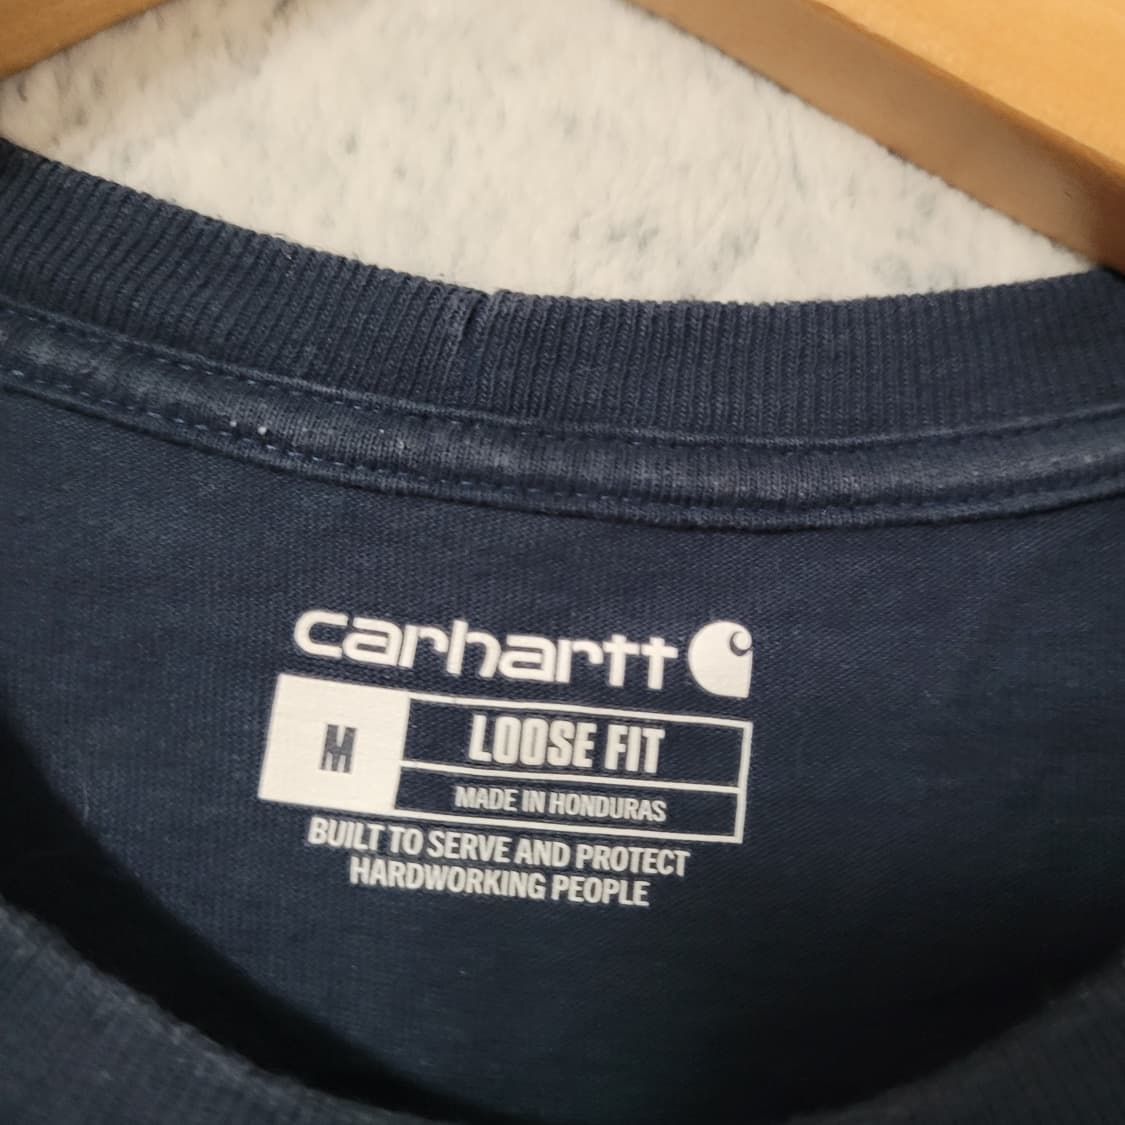 carhartt
M
LOOSE FIT
MADE IN HONDURAS
BUILT TO SERVE AND PROTECT
HARDWORKING PEOPLE